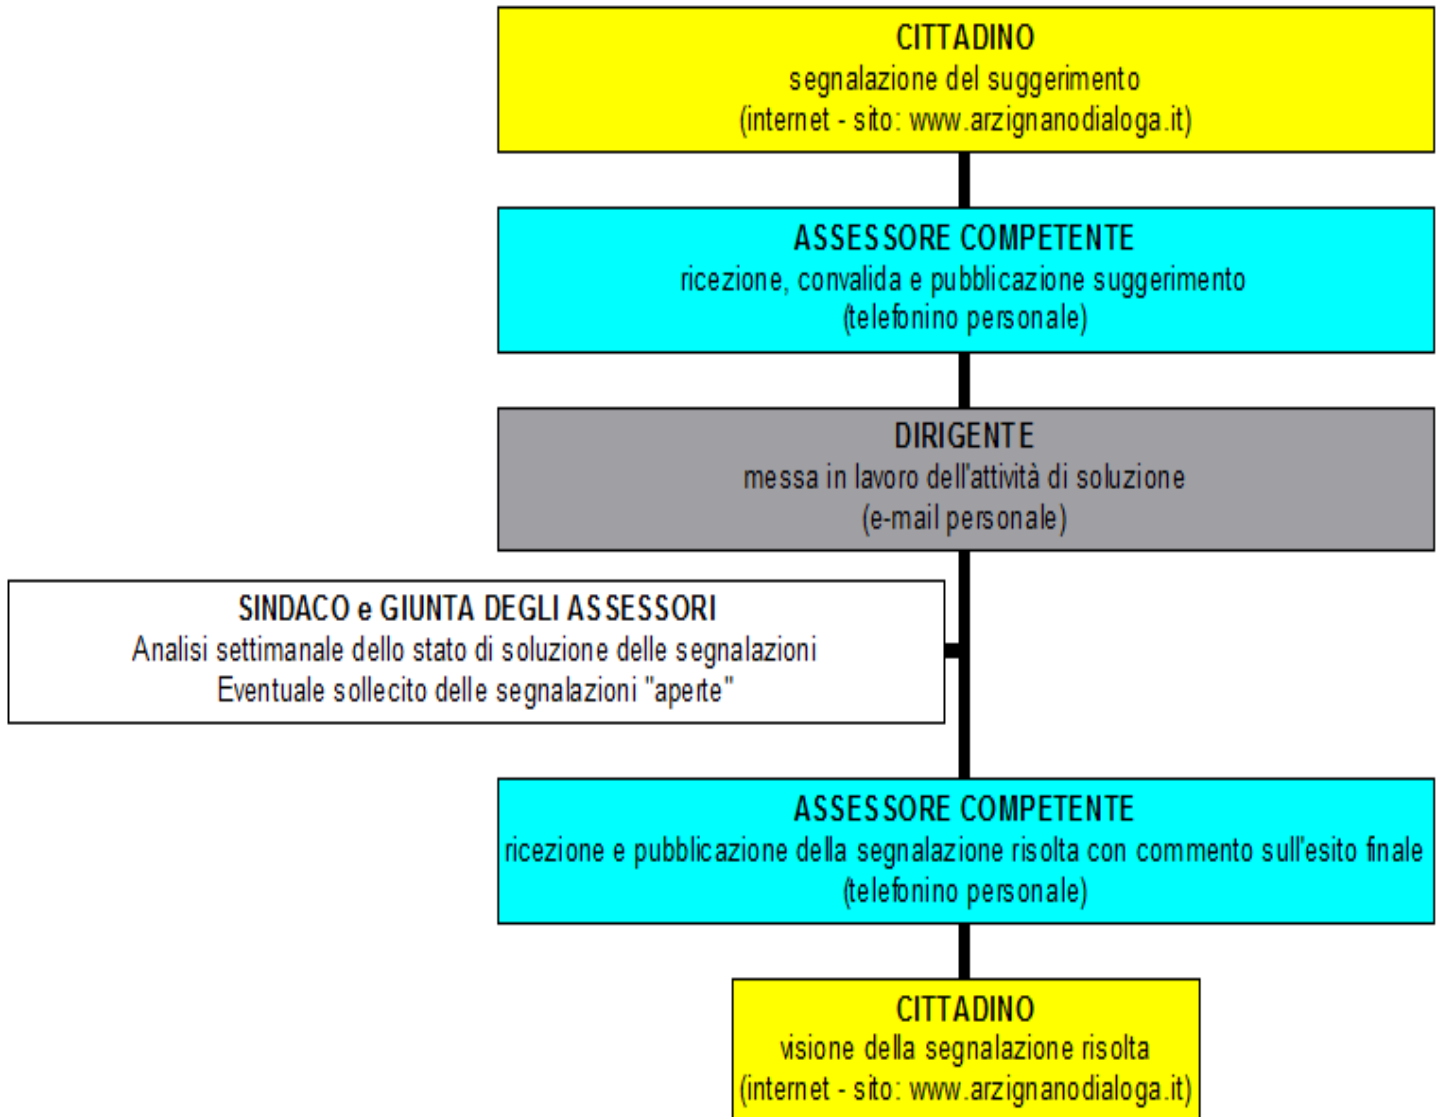 CITTADINO
segnalazione del suggerimento
(internet - sito: www.arzignanodialoga.it)
ASSESSORE COMPETENTE
ricezione, convalida e pubblicazione suggerimento
(telefonino personale)
DIRIGENTE
messa in lavoro dell'attività di soluzione
(e-mail personale)
SINDACO e GIUNTA DEGLI ASSESSORI
Analisi settimanale dello stato di soluzione delle segnalazioni
Eventuale sollecito delle segnalazioni "aperte"
ASSESSORE COMPETENTE
ricezione e pubblicazione della segnalazione risolta con commento sull'esito finale
(telefonino personale)
CITTADINO
visione della segnalazione risolta
(internet - sito: www.arzignanodialoga.it)